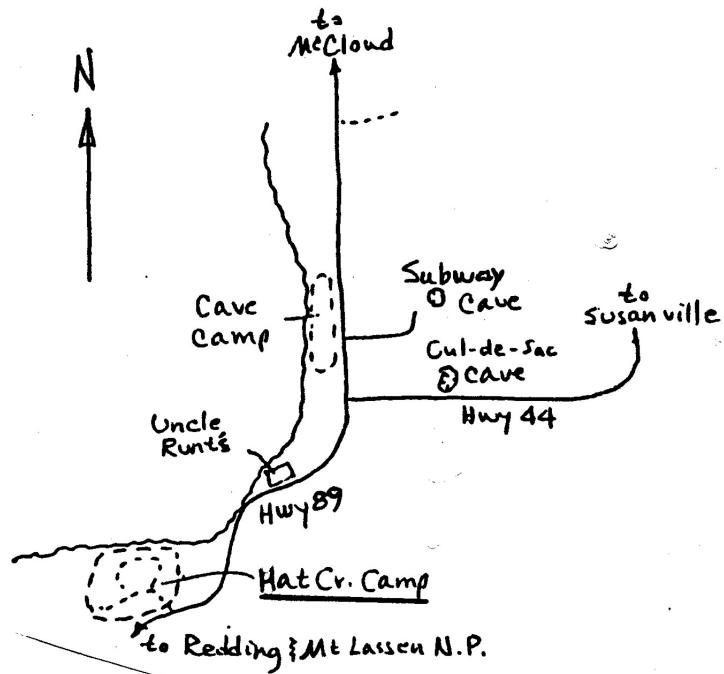 to
McCloud
N
Subway
Cave
to
Susanville
Cave
Camp
Cul-de-Sac
Cave
Hwy 44
Uncle
Runt's
Hwy 89
Hat Cr. Camp
to Redding & Mt Lassen N.P.